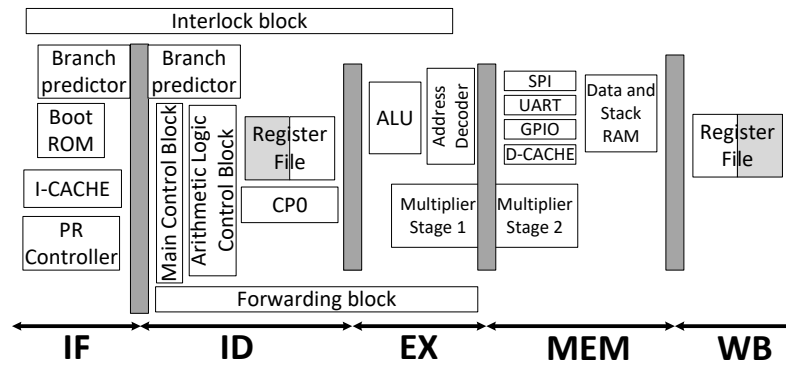 Interlock block
Branch
predictor
Boot
ROM
I-CACHE
PR
Controller
Branch
predictor
Main Control Block
Arithmetic Logic
Control Block
Register
File
CP0
Forwarding block
ALU
Address
Decoder
Multiplier
Stage 1
SPI
UART
GPIO
D-CACHE
Data and
Stack
RAM
Multiplier
Stage 2
Register
File
IF
ID
EX
MEM
WB